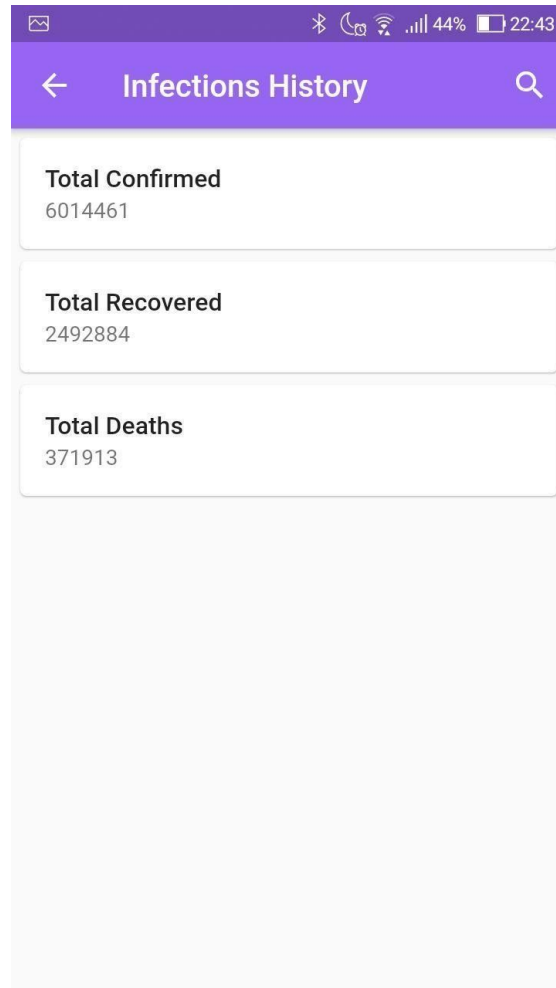 44% 22:43
Infections History
Total Confirmed
6014461
Total Recovered
2492884
Total Deaths
371913